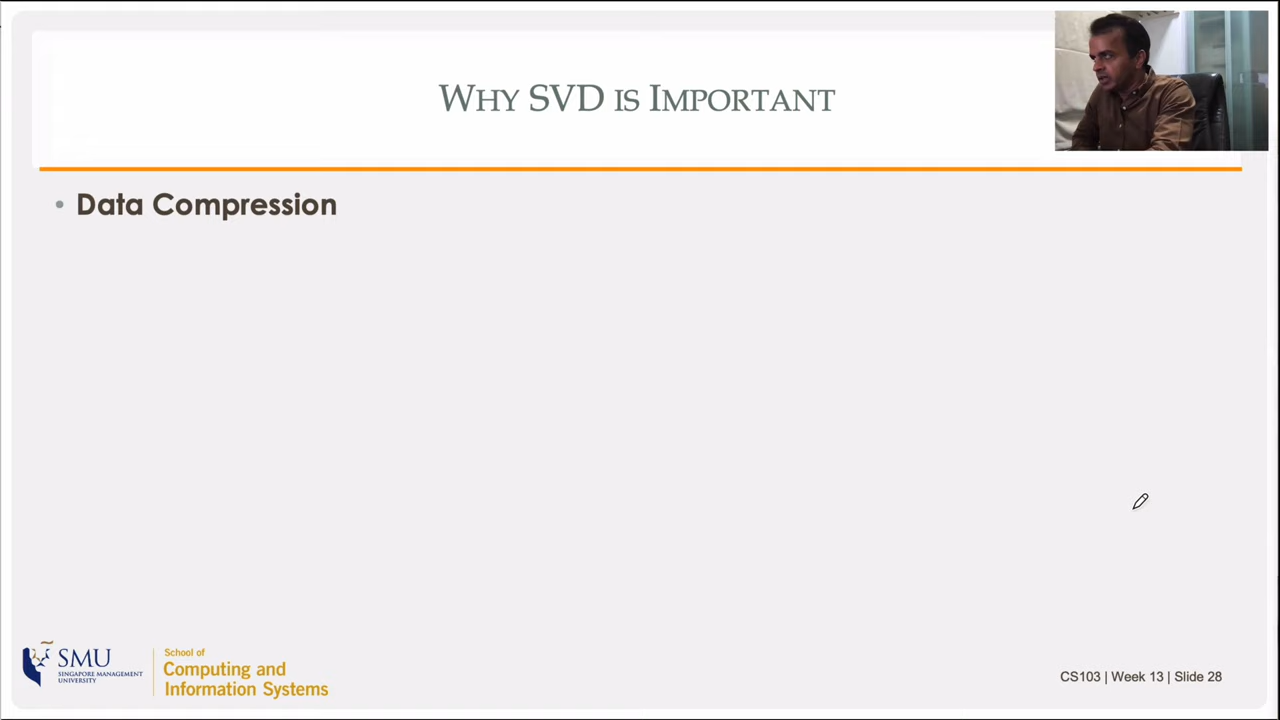 WHY SVD IS IMPORTANT
• Data Compression
SMU
SINGAPORE MANAGEMENT
UNIVERSITY
School of
Computing and
Information Systems
CS103 | Week 13 | Slide 28